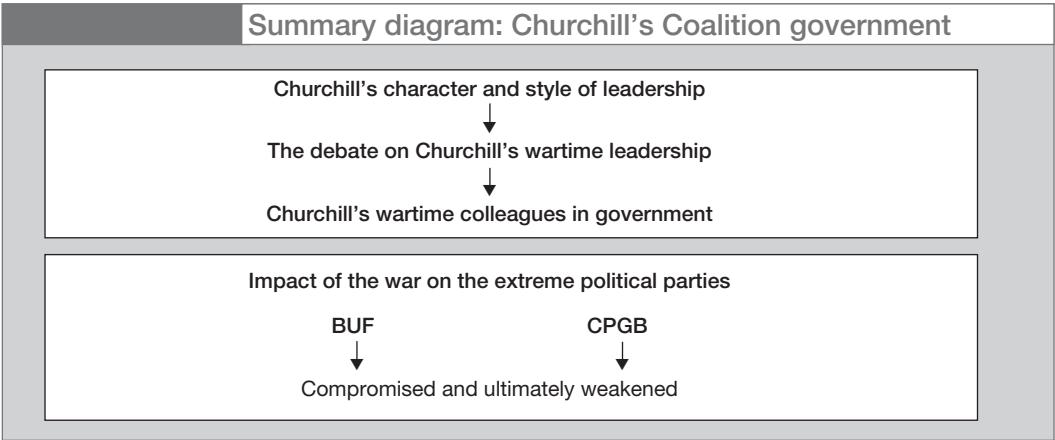 Summary diagram: Churchill's Coalition government
Churchill's character and style of leadership
The debate on Churchill's wartime leadership
Churchill's wartime colleagues in government
Impact of the war on the extreme political parties
BUF CPGB
Compromised and ultimately weakened